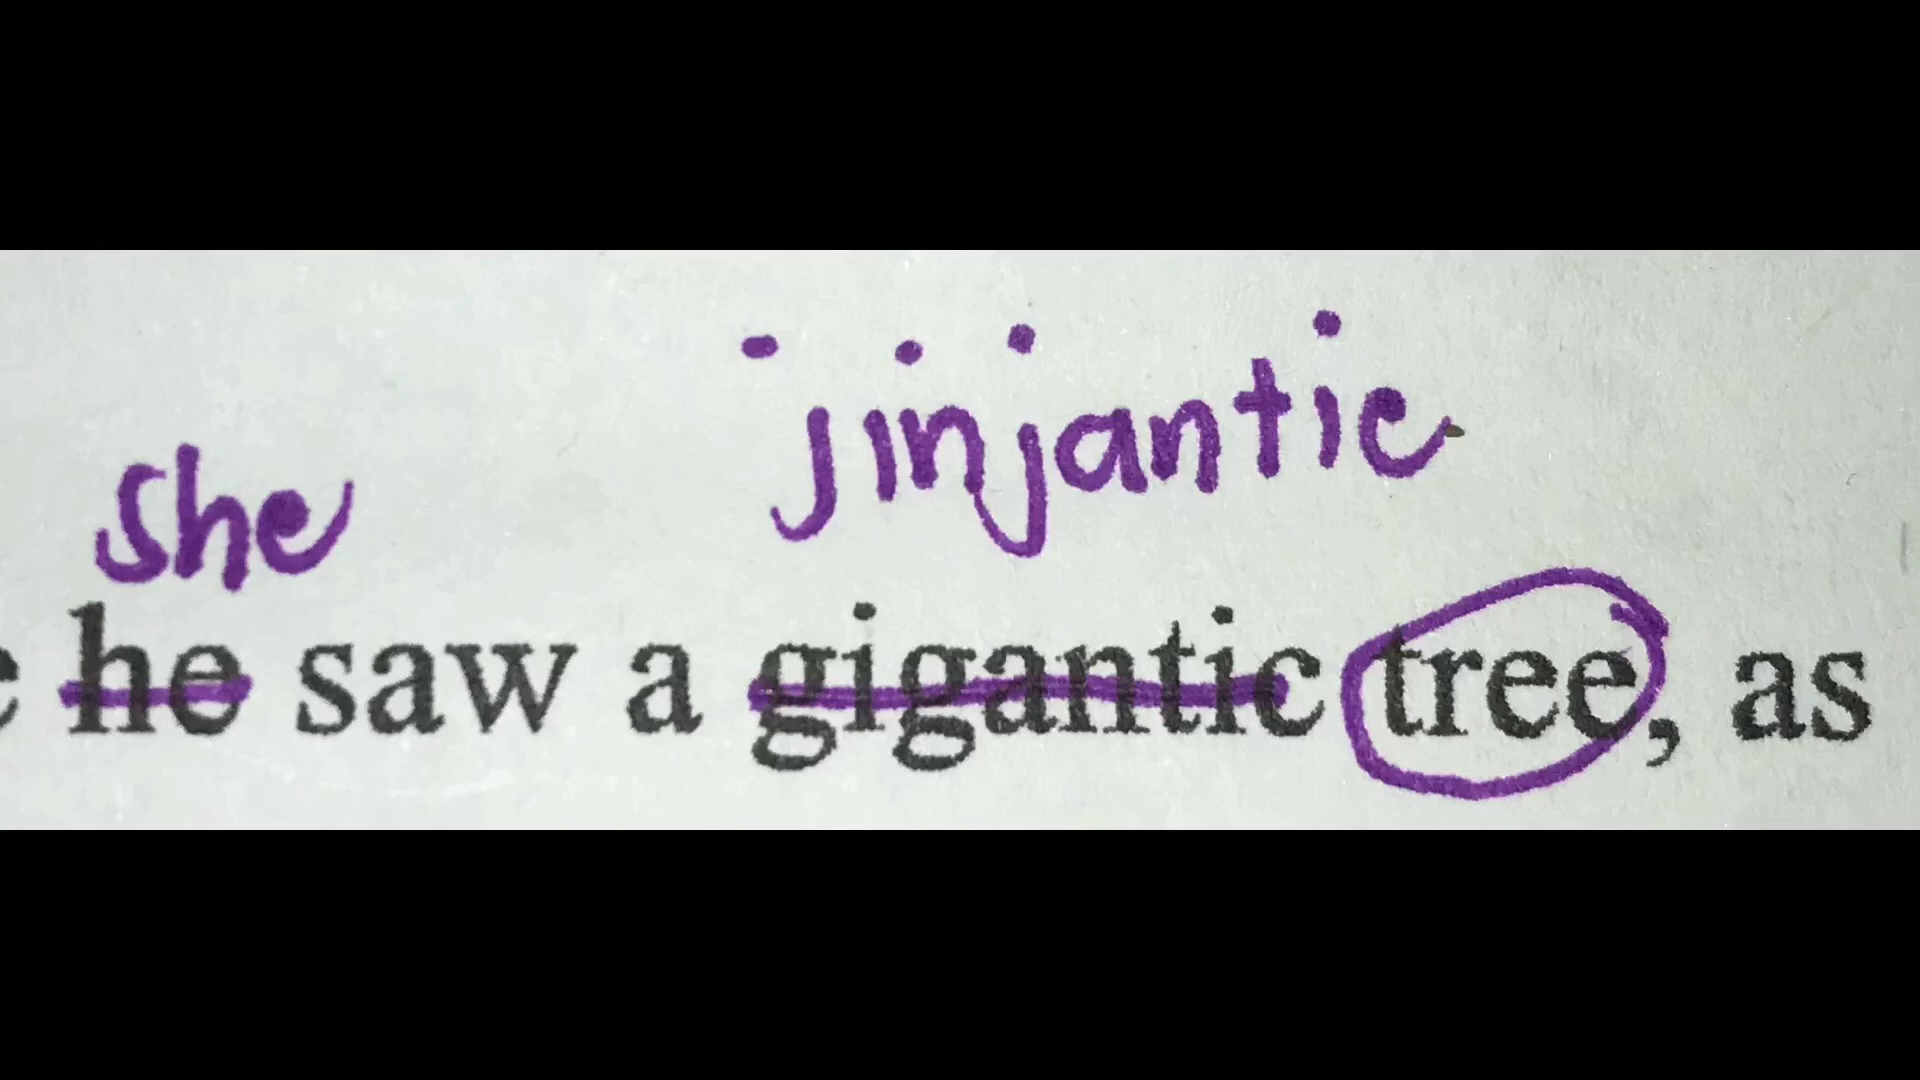 she jinjantic
he saw a gigantic tree, as